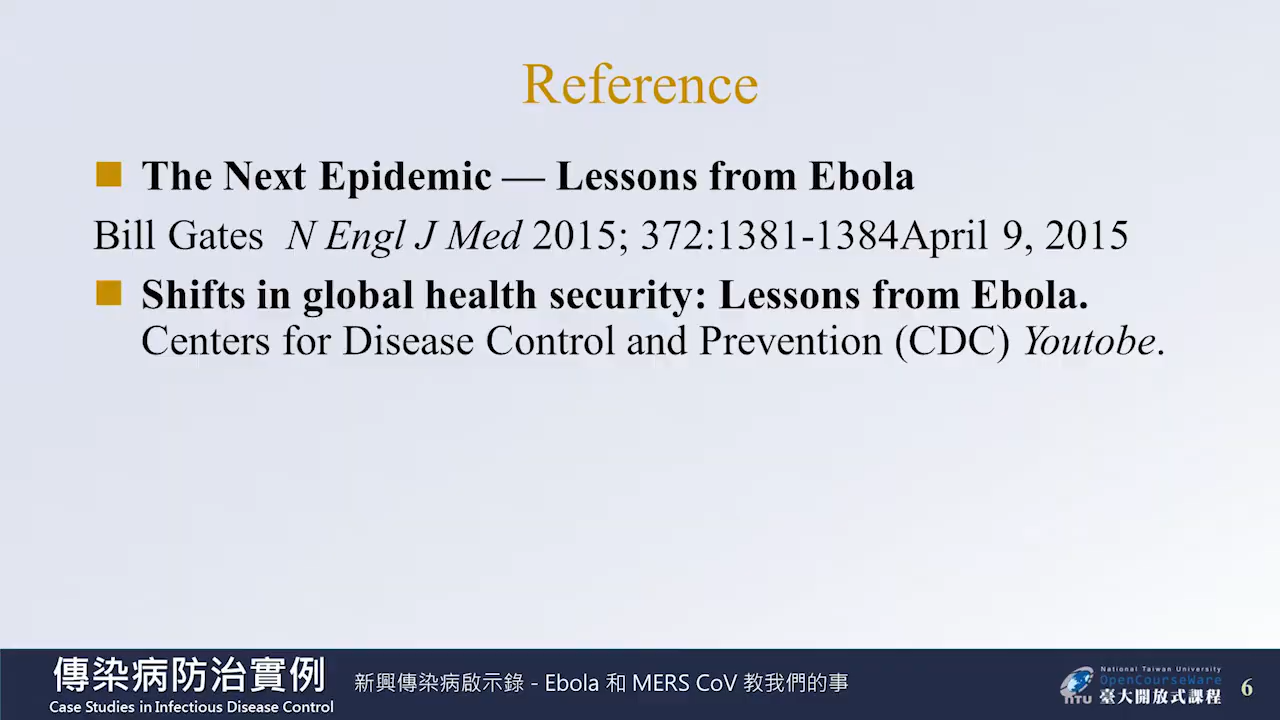 Reference
The Next Epidemic — Lessons from Ebola
Bill Gates N Engl J Med 2015; 372:1381-1384April 9, 2015
Shifts in global health security: Lessons from Ebola.
Centers for Disease Control and Prevention (CDC) Youtobe.
傳染病防治實例
Case Studies in Infectious Disease Control
新興傳染病啟示錄 - Ebola 和 MERS CoV 教我們的事
National Taiwan University
OpenCourseWare
NTU 臺大開放式課程
6